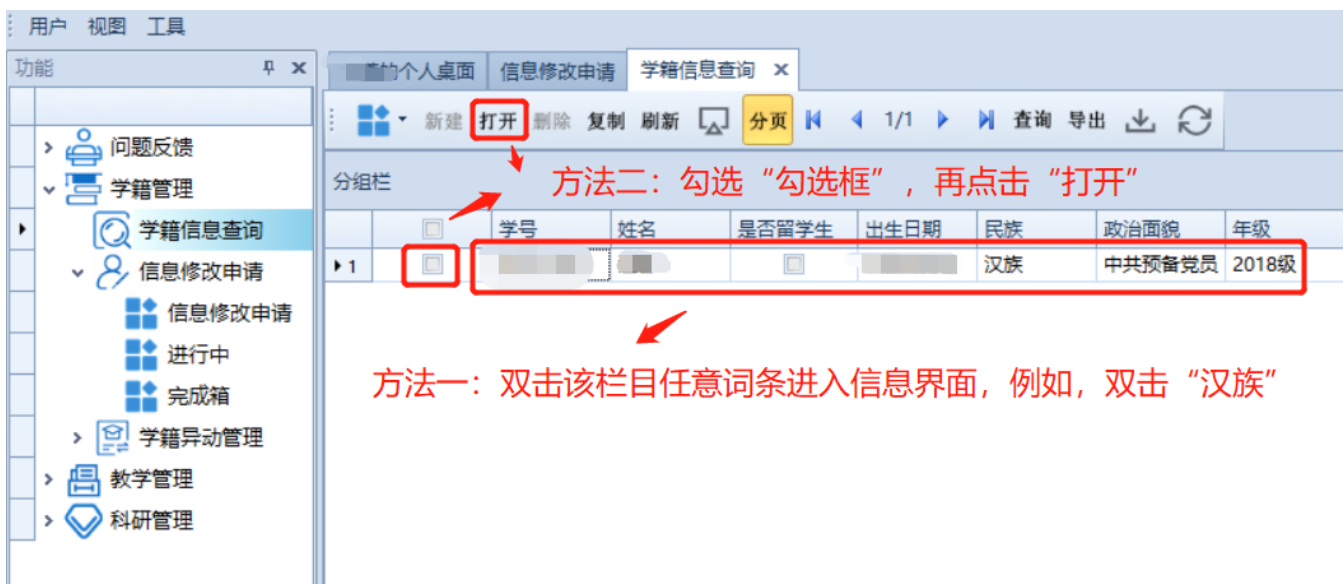 用户 视图 工具
功能
的个人桌面 信息修改申请 学籍信息查询
新建 打开 删除 复制 刷新 分页 1/1 查询 导出
问题反馈
学籍管理
学籍信息查询
信息修改申请
信息修改申请
进行中
完成箱
学籍异动管理
教学管理
科研管理
分组栏
方法二：勾选“勾选框”，再点击“打开”
学号 姓名 是否留学生 出生日期 民族 政治面貌 年级
1 汉族 中共预备党员 2018级
方法一：双击该栏目任意词条进入信息界面，例如，双击“汉族”